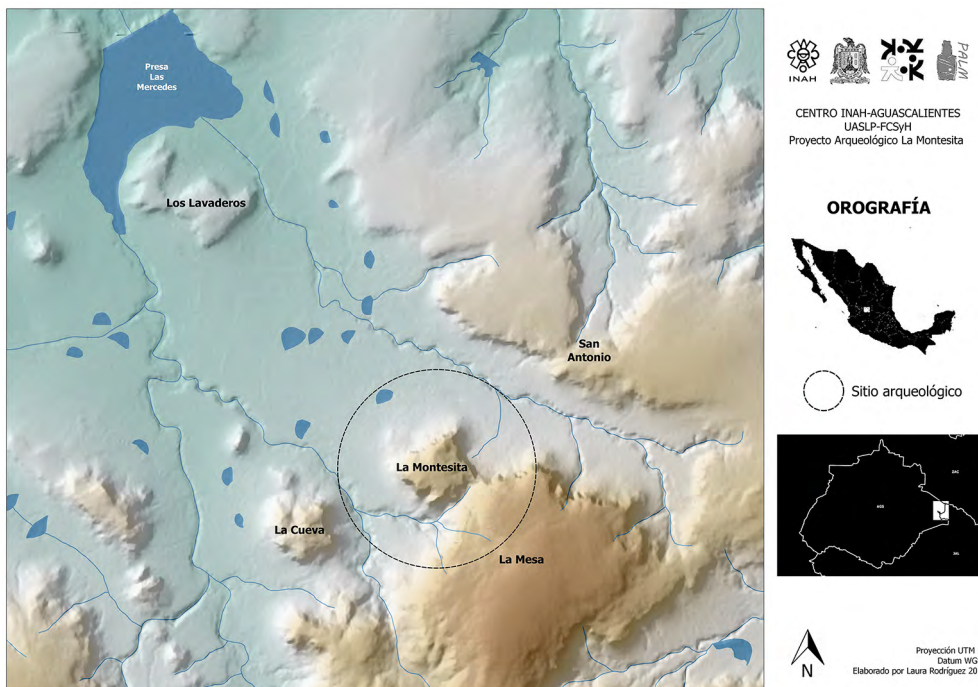 Presa
Las
Mercedes
Los Lavaderos
San
Antonio
La Montesita
La Cueva
La Mesa
INAH
PALM
CENTRO INAH-AGUASCALIENTES
UASLP-FCSyH
Proyecto Arqueológico La Montesita
OROGRAFÍA
Sitio arqueológico
ZAC
AGS
JAL
N
Proyección UTM
Datum WG
Elaborado por Laura Rodríguez 20